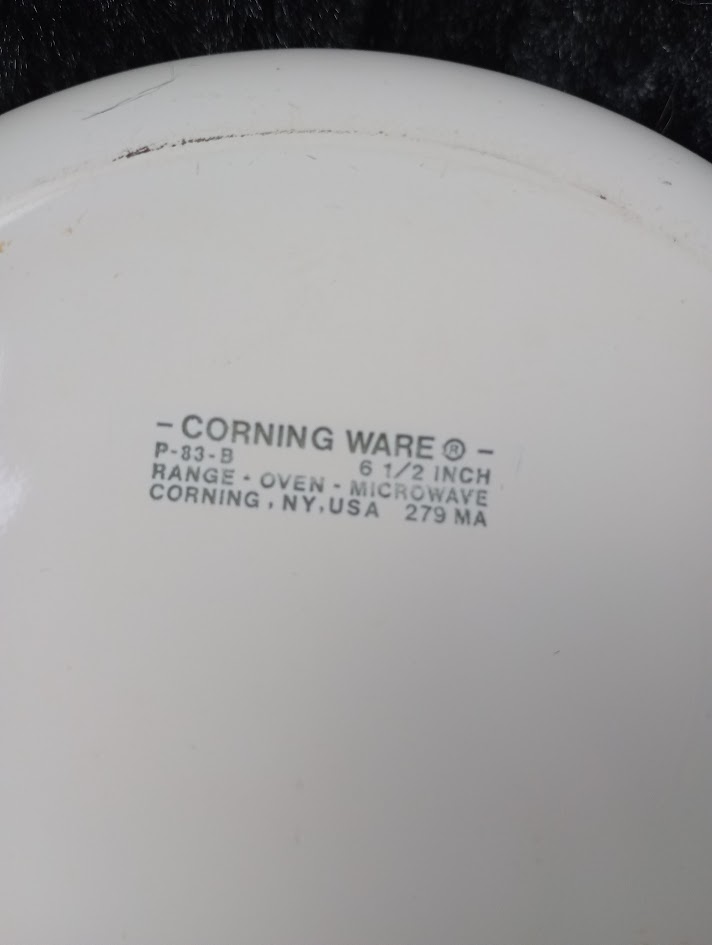 - CORNING WARE ® -
P-83-B 6 1/2 INCH
RANGE - OVEN - MICROWAVE
CORNING, NY, USA 279 MA